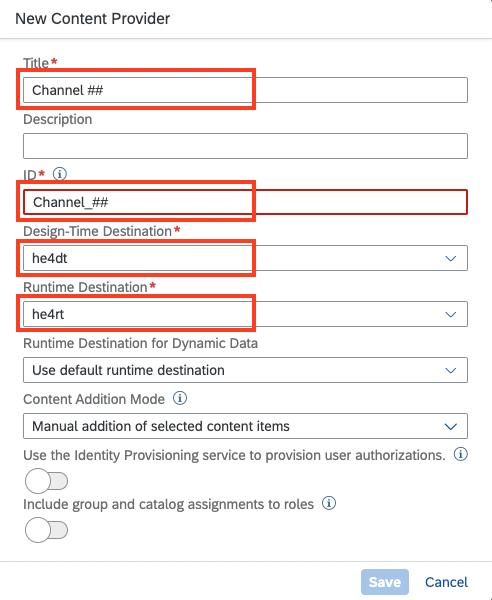 New Content Provider
Title*
Channel ##
Description
ID*
Channel_##
Design-Time Destination*
he4dt
Runtime Destination*
he4rt
Runtime Destination for Dynamic Data
Use default runtime destination
Content Addition Mode
Manual addition of selected content items
Use the Identity Provisioning service to provision user authorizations.
Include group and catalog assignments to roles
Save Cancel